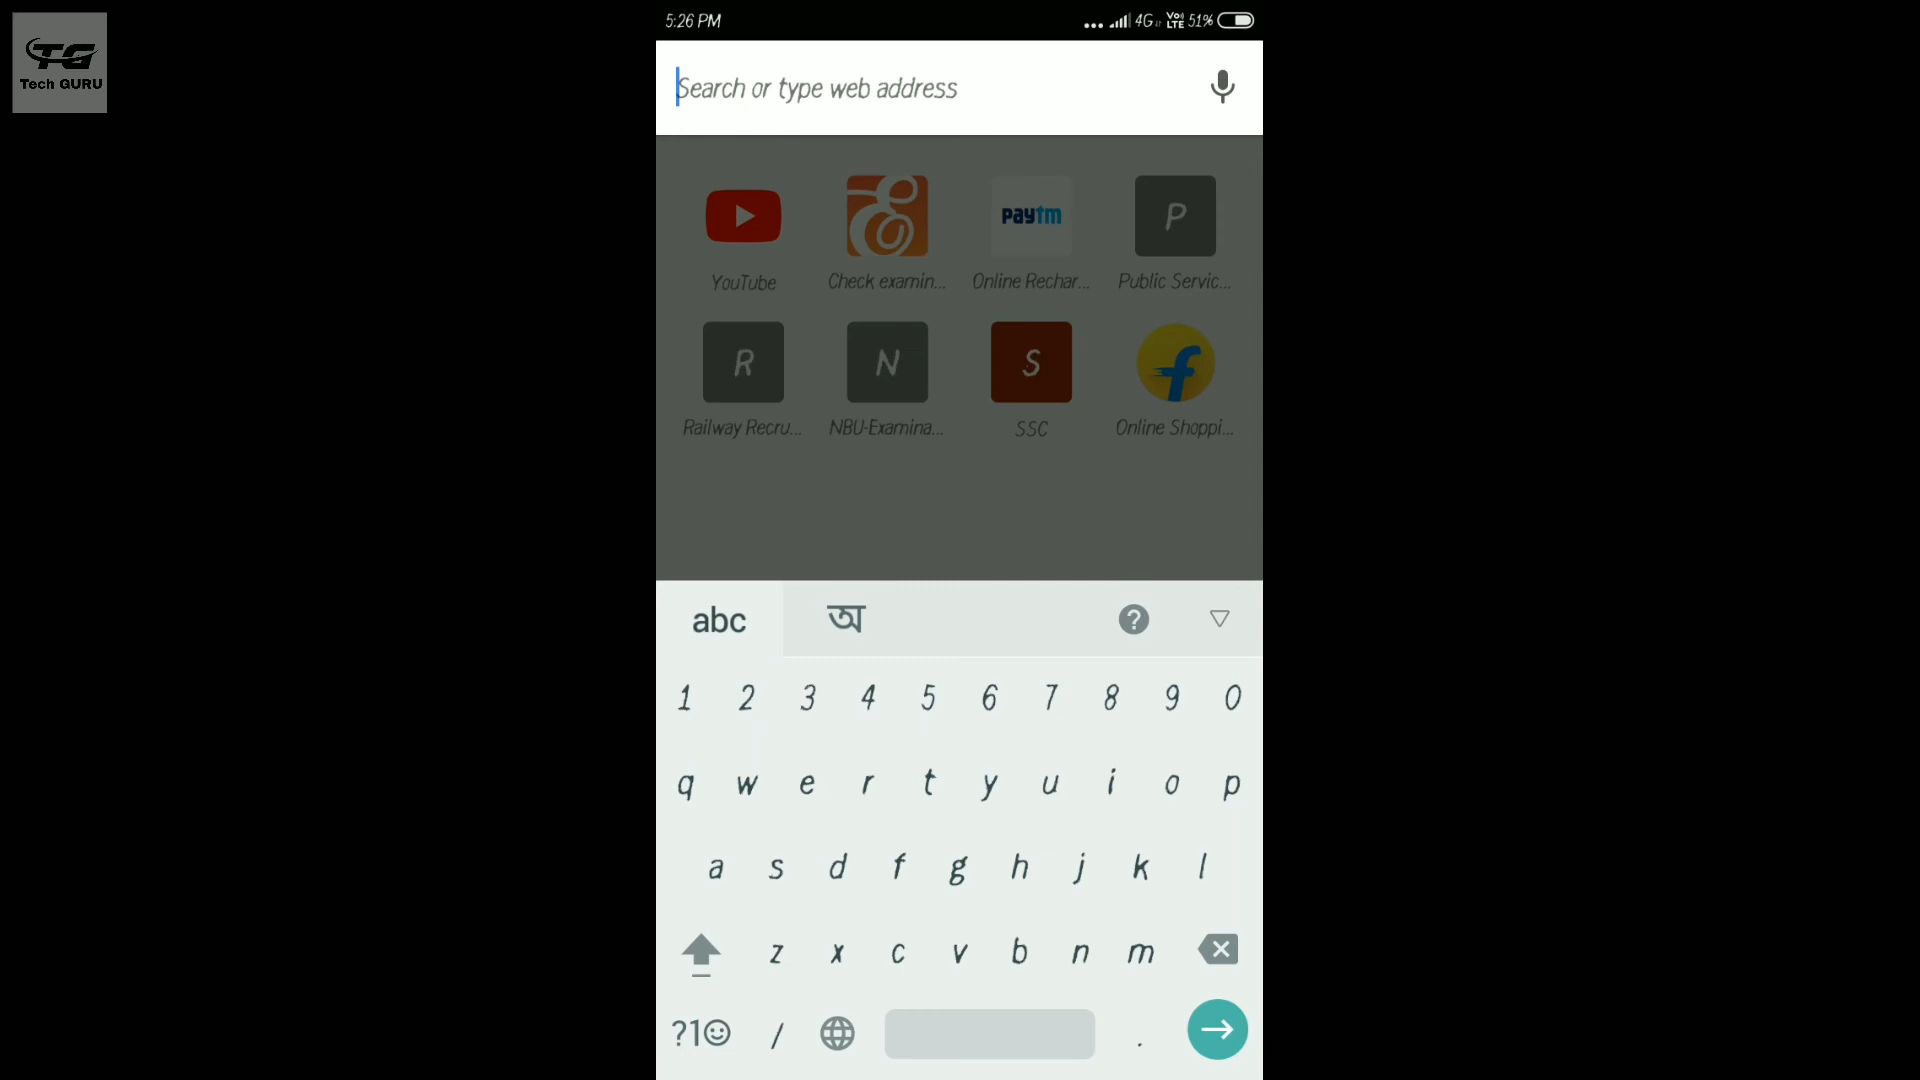 TG
Tech GURU
5:26 PM
4G Vo) LTE 51%
Search or type web address
paytm P
YouTube Check examin... Online Rechar... Public Servic...
R N S f
Railway Recru... NBU-Examina... SSC Online Shoppi...
abc অ ?
1 2 3 4 5 6 7 8 9 0
q w e r t y u i o p
a s d f g h j k l
z x c v b n m
?1☺ / .